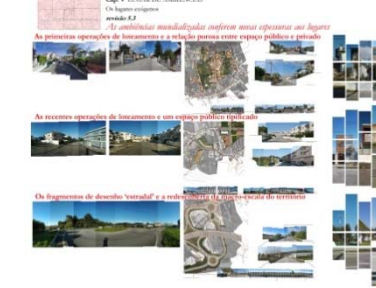 Os lugares exógenos
revisão 5.3
As ambiências mundializadas conferem novas espessuras aos lugares
As primeiras operações de loteamento e a relação porosa entre espaço público e privado
As recentes operações de loteamento e um espaço público tipificado
Os fragmentos de desenho 'estradal' e a redescoberta da macro-escala do território